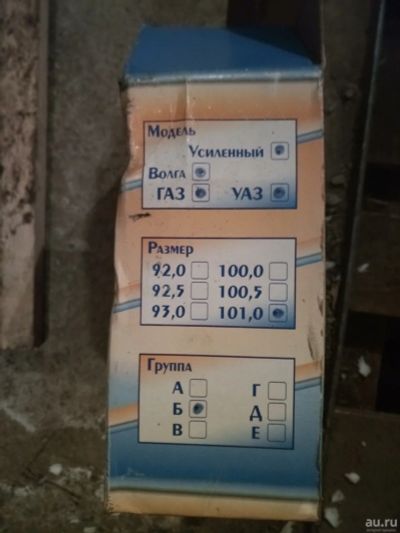 Модель
Усиленный
Волга
ГАЗ УАЗ
Размер
92,0 100,0
92,5 100,5
93,0 101,0
Группа
А Г
Б Д
В Е
au.ru